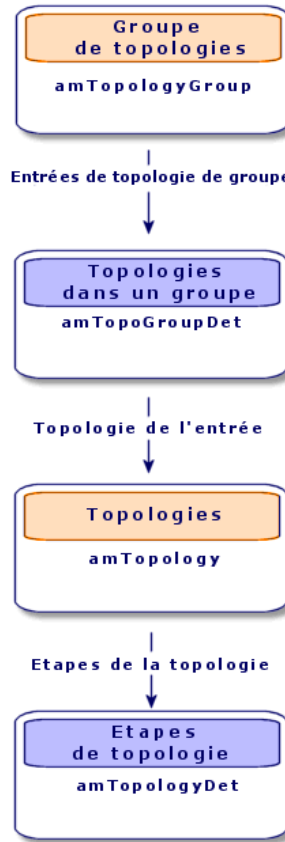 Groupe
de topologies
amTopologyGroup
Entrées de topologie de groupe
Topologies
dans un groupe
amTopoGroupDet
Topologie de l'entrée
Topologies
amTopology
Etapes de la topologie
Etapes
de topologie
amTopologyDet